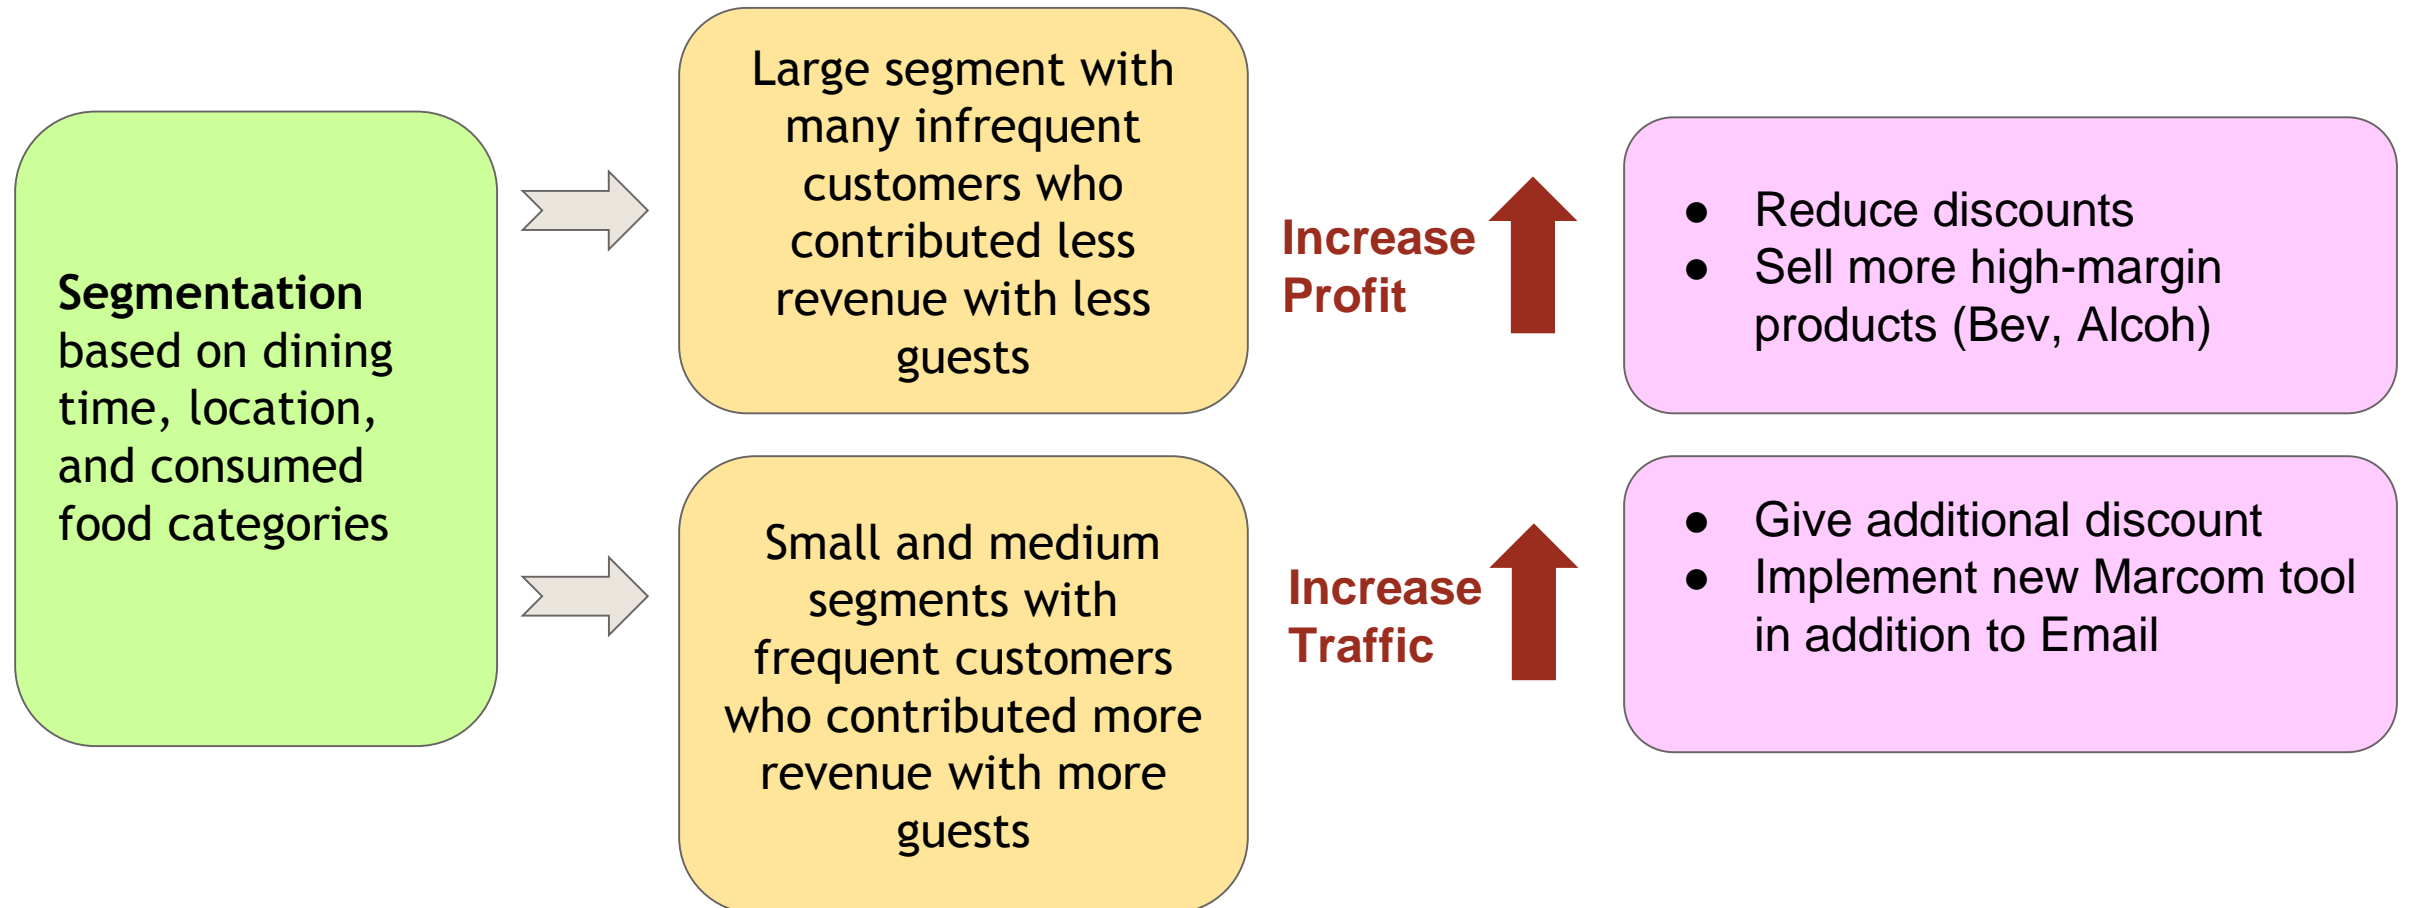 Segmentation
based on dining
time, location,
and consumed
food categories
Large segment with
many infrequent
customers who
contributed less
revenue with less
guests
Increase
Profit
● Reduce discounts
● Sell more high-margin
products (Bev, Alcoh)
Small and medium
segments with
frequent customers
who contributed more
revenue with more
guests
Increase
Traffic
● Give additional discount
● Implement new Marcom tool
in addition to Email